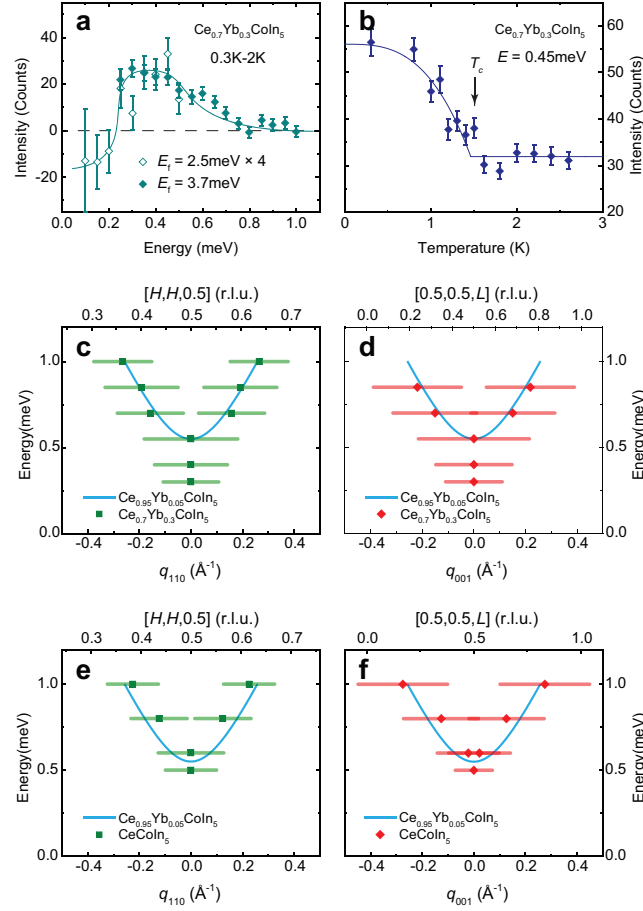 a
Ce0.7Yb0.3CoIn5
0.3K-2K
Intensity (Counts)
40
20
0
-20
Ef = 2.5meV × 4
Ef = 3.7meV
0.0 0.2 0.4 0.6 0.8 1.0
Energy (meV)
b
Ce0.7Yb0.3CoIn5
E = 0.45meV
Tc
60
50
40
30
20
Intensity (Counts)
0 1 2 3
Temperature (K)
[H,H,0.5] (r.l.u.)
0.3 0.4 0.5 0.6 0.7
c
Energy(meV)
1.0
0.5
0.0
Ce0.95Yb0.05CoIn5
Ce0.7Yb0.3CoIn5
-0.4 -0.2 0.0 0.2 0.4
q110 (Å-1)
[0.5,0.5,L] (r.l.u.)
0.0 0.2 0.4 0.6 0.8 1.0
d
Energy(meV)
1.0
0.5
0.0
Ce0.95Yb0.05CoIn5
Ce0.7Yb0.3CoIn5
-0.4 -0.2 0.0 0.2 0.4
q001 (Å-1)
[H,H,0.5] (r.l.u.)
0.3 0.4 0.5 0.6 0.7
e
Energy(meV)
1.0
0.5
0.0
Ce0.95Yb0.05CoIn5
CeCoIn5
-0.4 -0.2 0.0 0.2 0.4
q110 (Å-1)
[0.5,0.5,L] (r.l.u.)
0.0 0.5 1.0
f
Energy(meV)
1.0
0.5
0.0
Ce0.95Yb0.05CoIn5
CeCoIn5
-0.4 -0.2 0.0 0.2 0.4
q001 (Å-1)